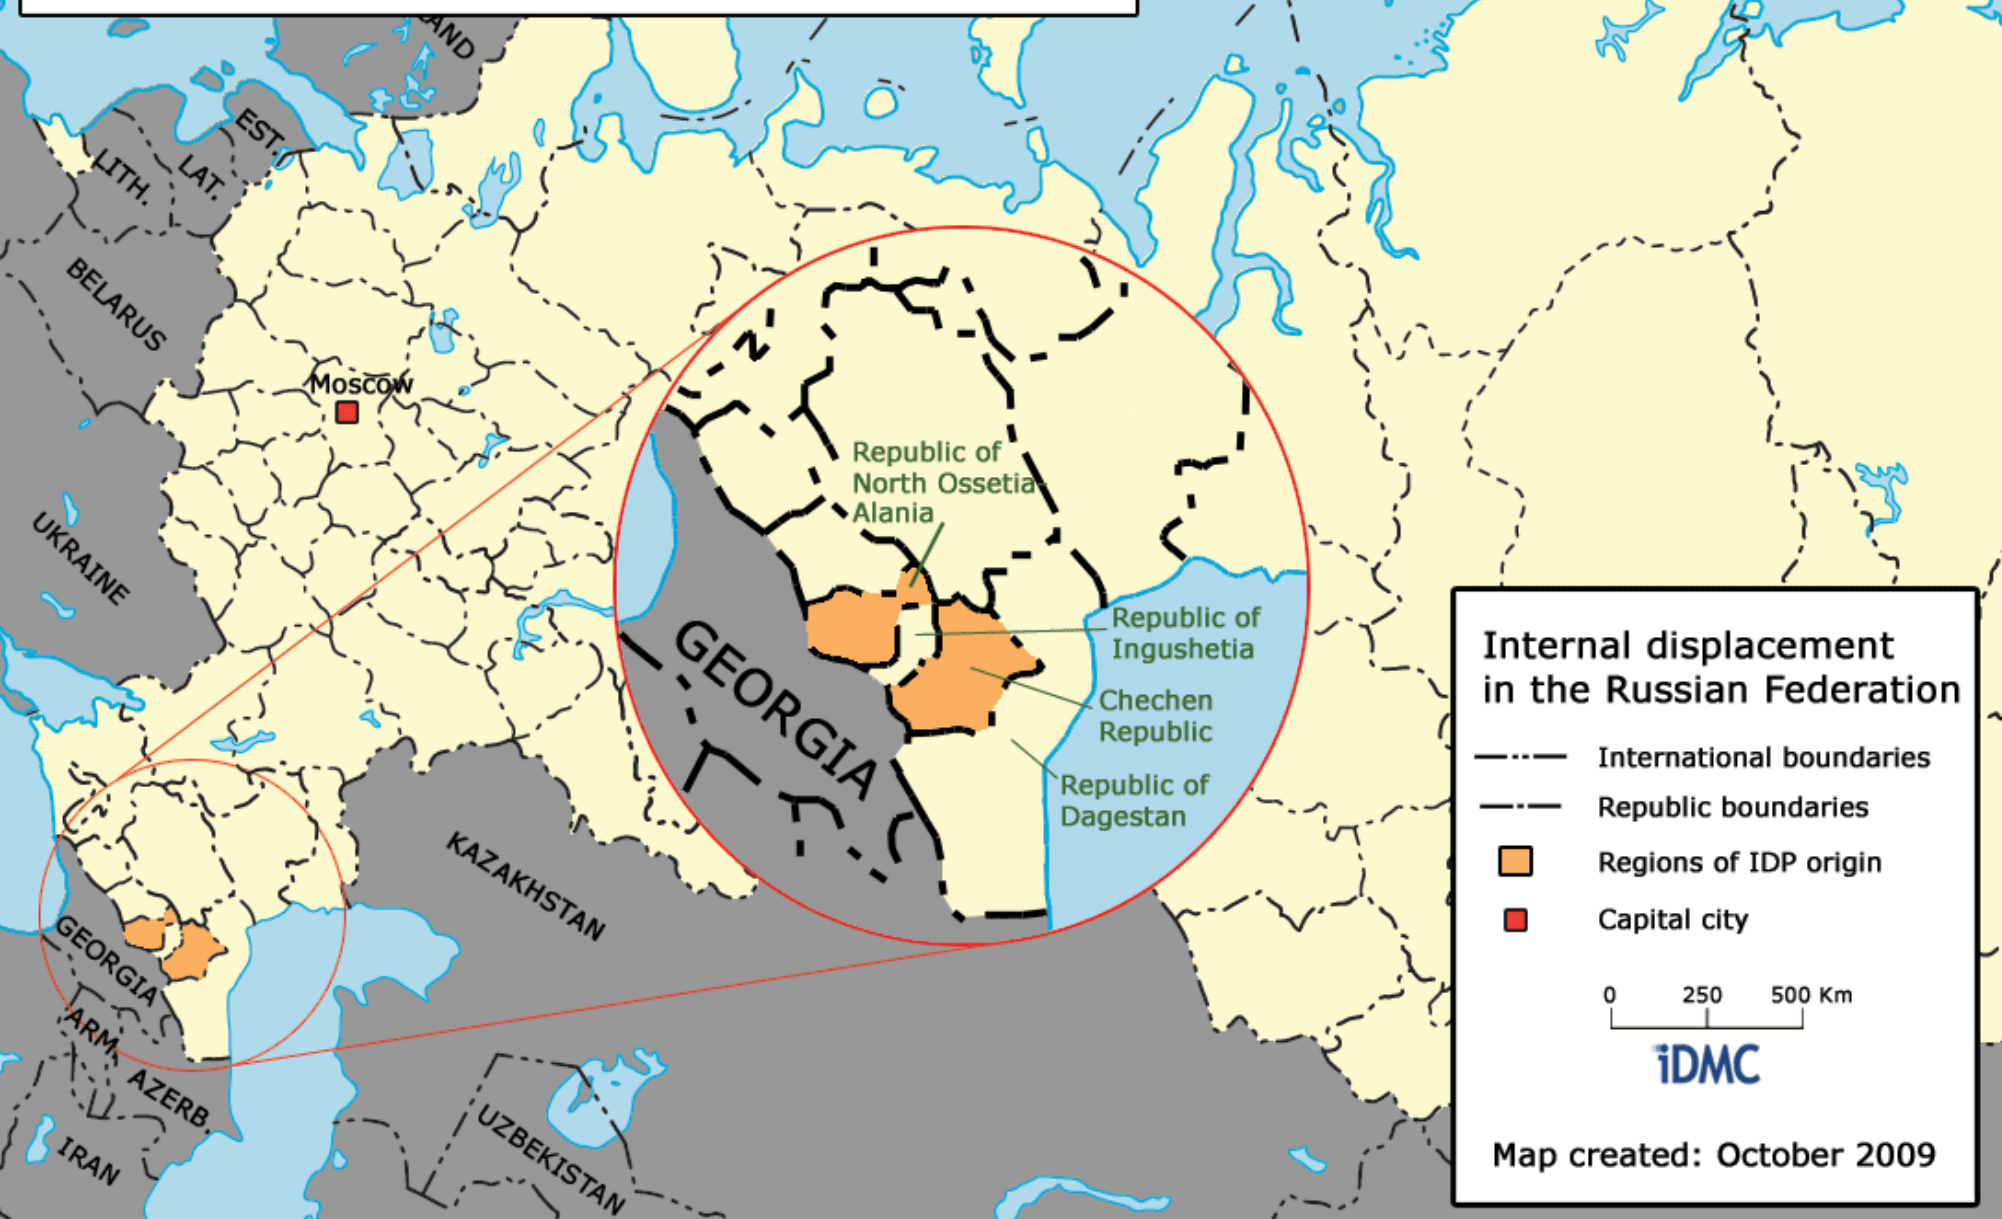 LAND
EST.
LAT.
LITH.
BELARUS
Moscow
UKRAINE
Republic of
North Ossetia-
Alania
GEORGIA
Republic of
Ingushetia
Chechen
Republic
Republic of
Dagestan
KAZAKHSTAN
GEORGIA
ARM.
AZERB.
IRAN
UZBEKISTAN
Internal displacement
in the Russian Federation
International boundaries
Republic boundaries
Regions of IDP origin
Capital city
0 250 500 Km
iDMC
Map created: October 2009